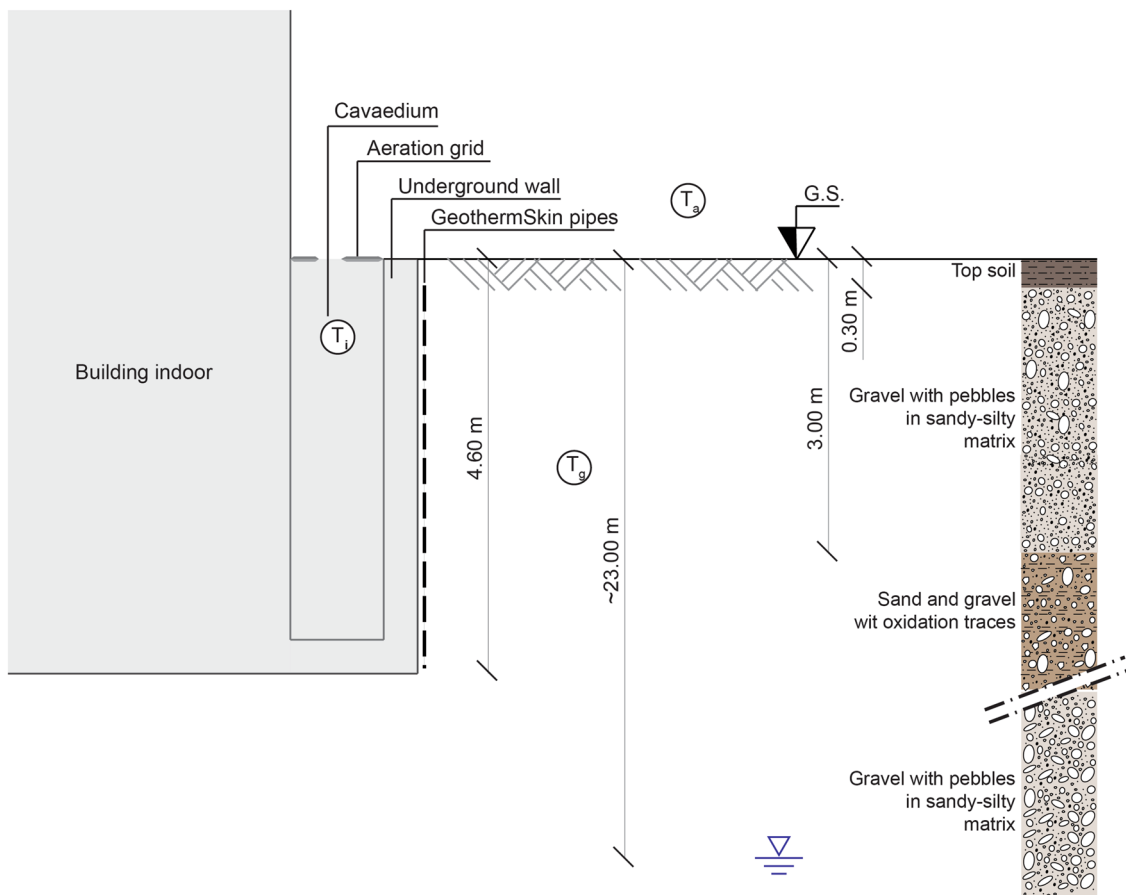 Cavaedium
Aeration grid
Underground wall
GeothermSkin pipes
Ta
G.S.
Top soil
Ti
0.30 m
Building indoor
Gravel with pebbles
in sandy-silty
matrix
3.00 m
4.60 m
Tg
~23.00 m
Sand and gravel
wit oxidation traces
Gravel with pebbles
in sandy-silty
matrix